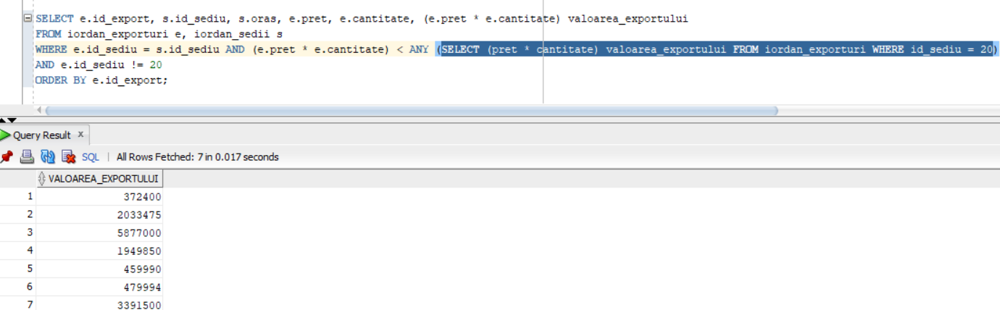 SELECT e.id_export, s.id_sediu, s.oras, e.pret, e.cantitate, (e.pret * e.cantitate) valoarea_exportului
FROM iordan_exporturi e, iordan_sedii s
WHERE e.id_sediu = s.id_sediu AND (e.pret * e.cantitate) < ANY (SELECT (pret * cantitate) valoarea_exportului FROM iordan_exporturi WHERE id_sediu = 20)
AND e.id_sediu != 20
ORDER BY e.id_export;
Query Result x
SQL | All Rows Fetched: 7 in 0.017 seconds
VALOAREA_EXPORTULUI
1 372400
2 2033475
3 5877000
4 1949850
5 459990
6 479994
7 3391500